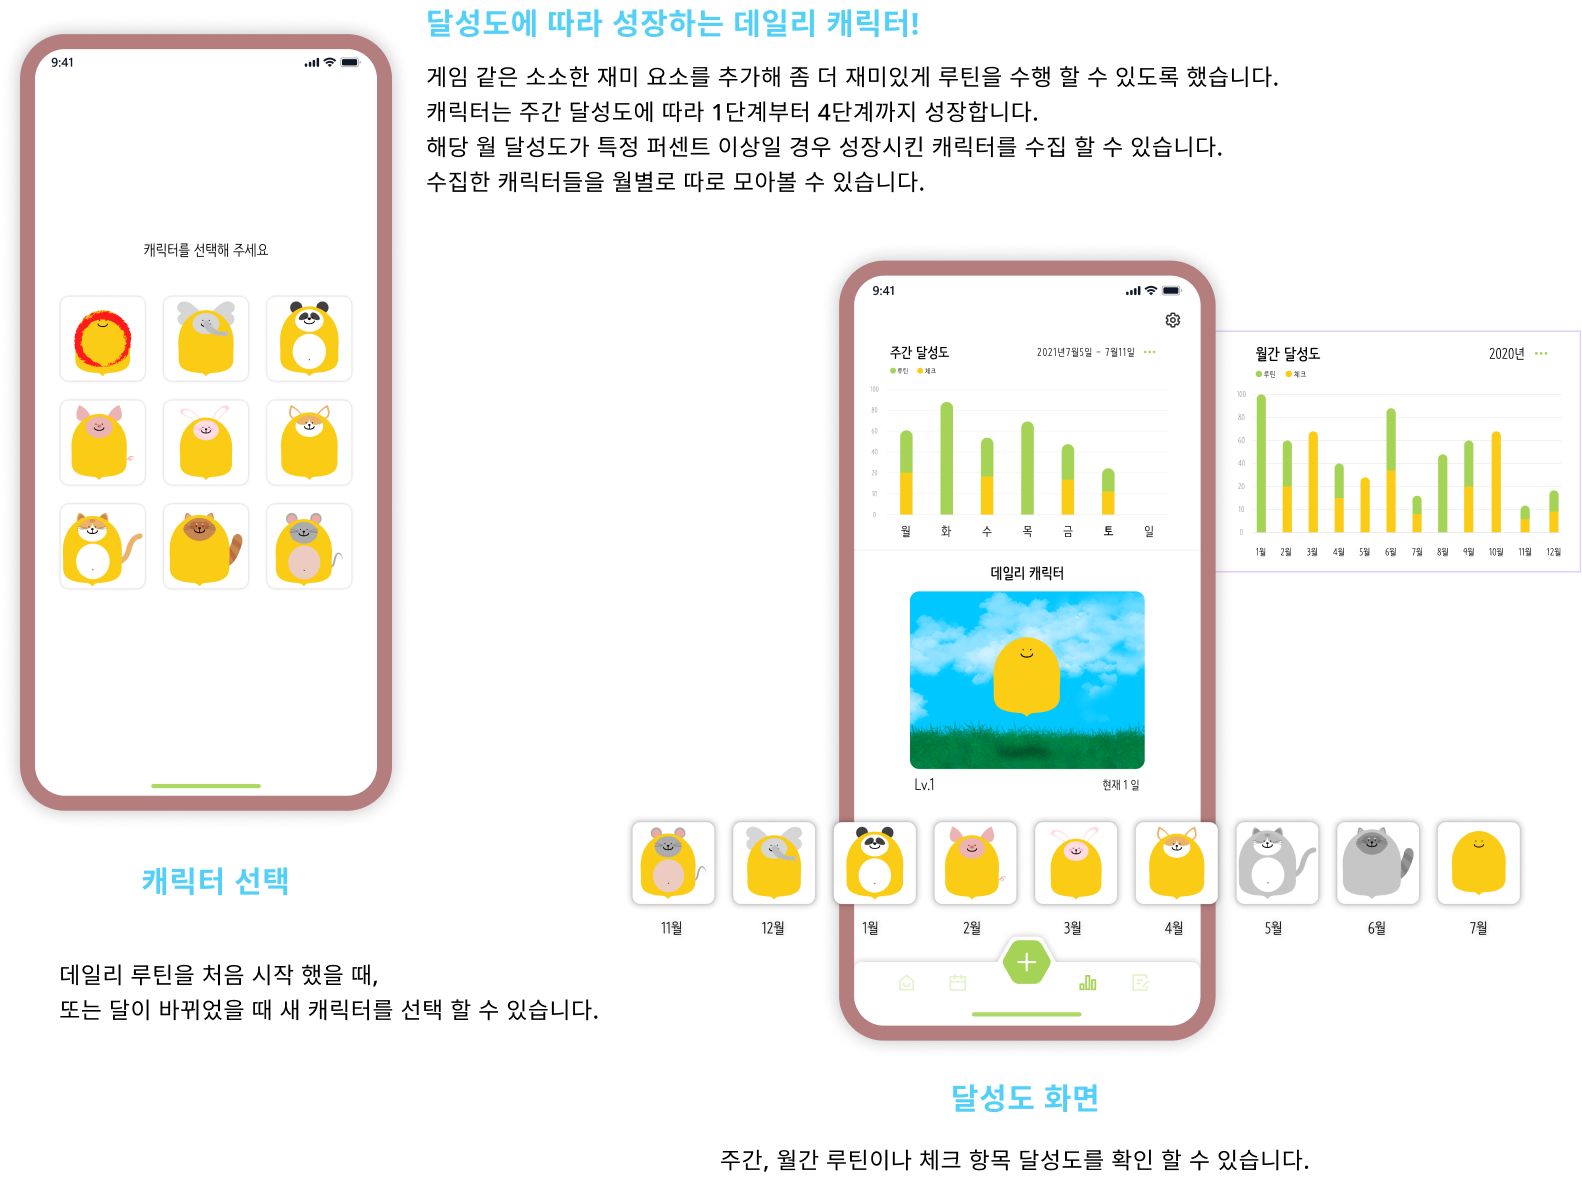 달성도에 따라 성장하는 데일리 캐릭터!
게임 같은 소소한 재미 요소를 추가해 좀 더 재미있게 루틴을 수행 할 수 있도록 했습니다.
캐릭터는 주간 달성도에 따라 1단계부터 4단계까지 성장합니다.
해당 월 달성도가 특정 퍼센트 이상일 경우 성장시킨 캐릭터를 수집 할 수 있습니다.
수집한 캐릭터들을 월별로 따로 모아볼 수 있습니다.
9:41
캐릭터를 선택해 주세요
캐릭터 선택
데일리 루틴을 처음 시작 했을 때,
또는 달이 바뀌었을 때 새 캐릭터를 선택 할 수 있습니다.
9:41
주간 달성도
2021년7월5일 - 7월11일
루틴 체크
100
80
60
40
20
10
0
월 화 수 목 금 토 일
월간 달성도
2020년
루틴 체크
100
80
60
40
20
10
0
1월 2월 3월 4월 5월 6월 7월 8월 9월 10월 11월 12월
데일리 캐릭터
Lv.1
현재 1 일
11월 12월 1월 2월 3월 4월 5월 6월 7월
달성도 화면
주간, 월간 루틴이나 체크 항목 달성도를 확인 할 수 있습니다.